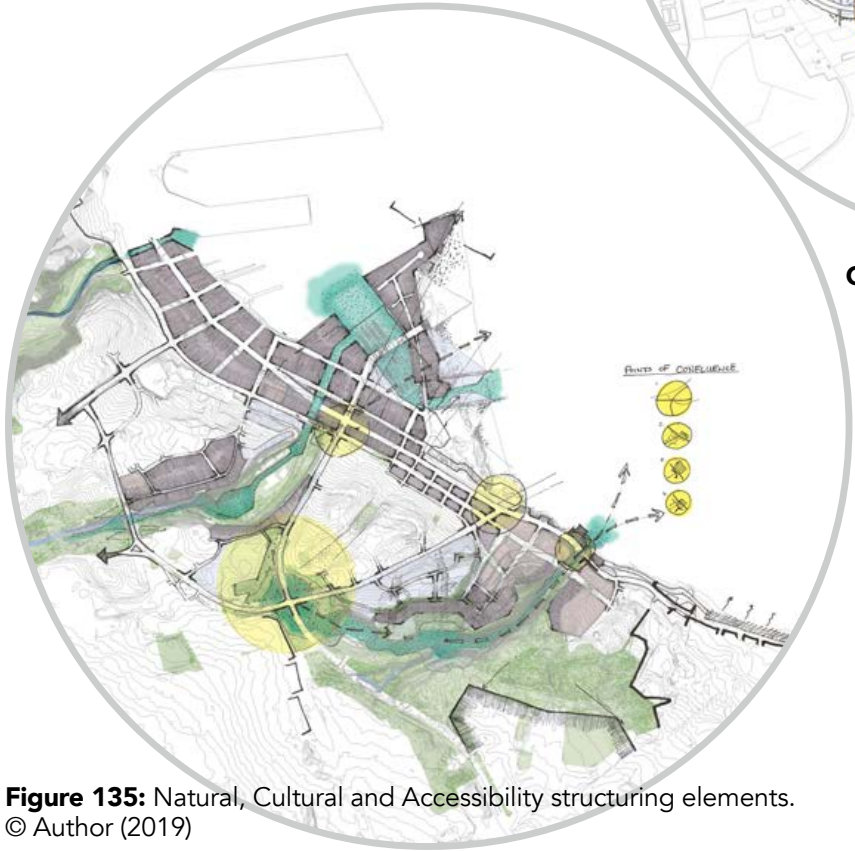 POINTS OF CONFLUENCE
Figure 135: Natural, Cultural and Accessibility structuring elements.
© Author (2019)